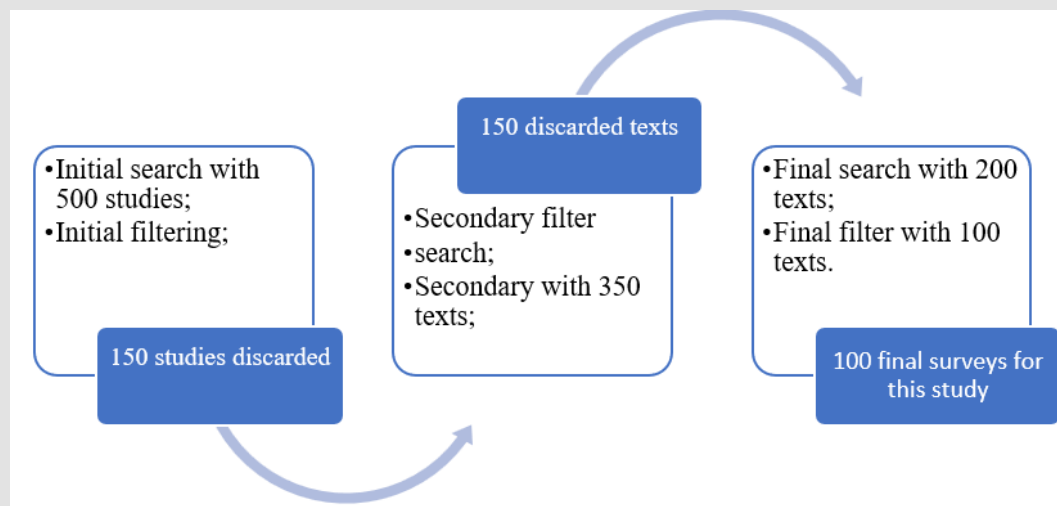 •Initial search with
500 studies;
•Initial filtering;
150 studies discarded
150 discarded texts
•Secondary filter
•search;
•Secondary with 350
texts;
•Final search with 200
texts;
•Final filter with 100
texts.
100 final surveys for
this study